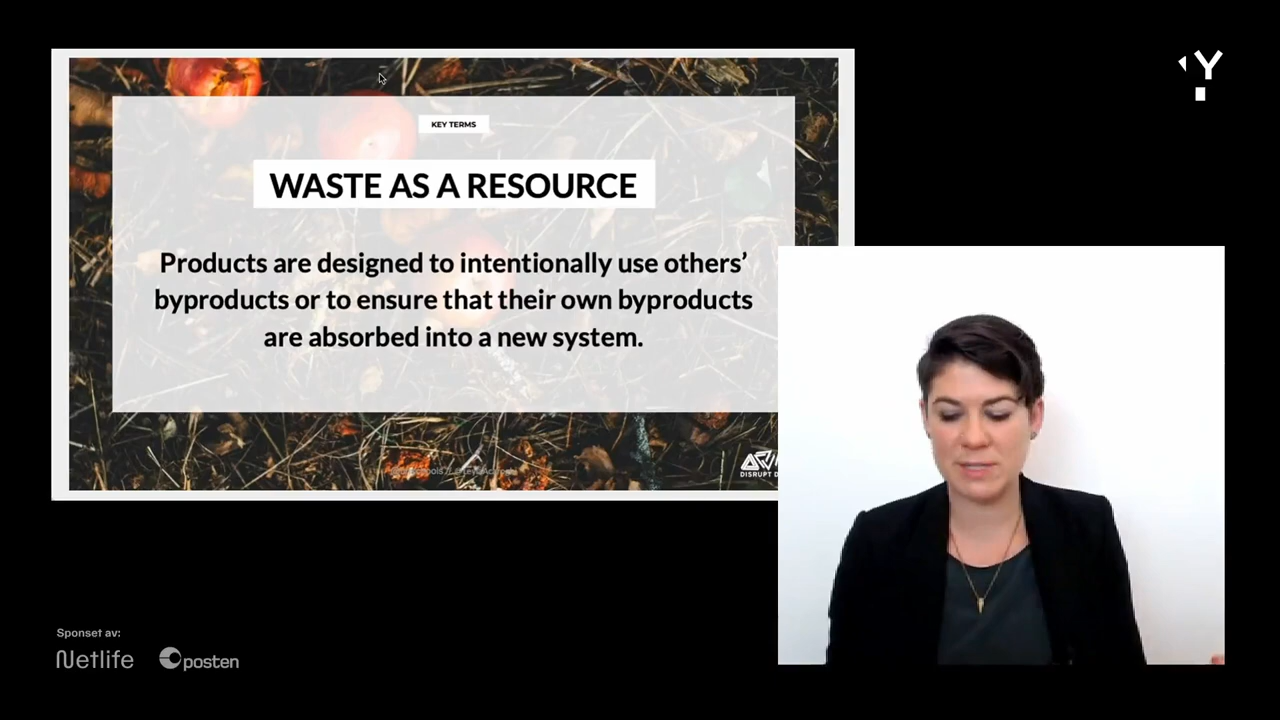 KEY TERMS
WASTE AS A RESOURCE
Products are designed to intentionally use others’
byproducts or to ensure that their own byproducts
are absorbed into a new system.
DISRUPT D
Y
Sponset av:
Netlife
posten